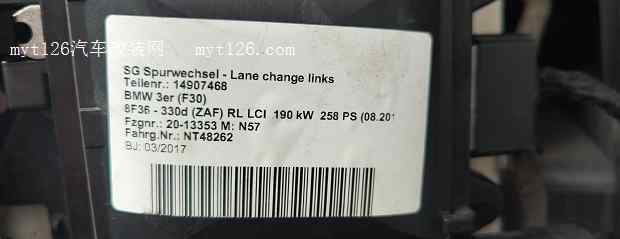 myt126汽车改装网 myt126.com
SG Spurwechsel - Lane change links
Teilenr.: 14907468
BMW 3er (F30)
8F36 - 330d (ZAF) RL LCI 190 kW 258 PS (08.201
Fzgnr.: 20-13353 M: N57
Fahrg.Nr.: NT48262
BJ: 03/2017